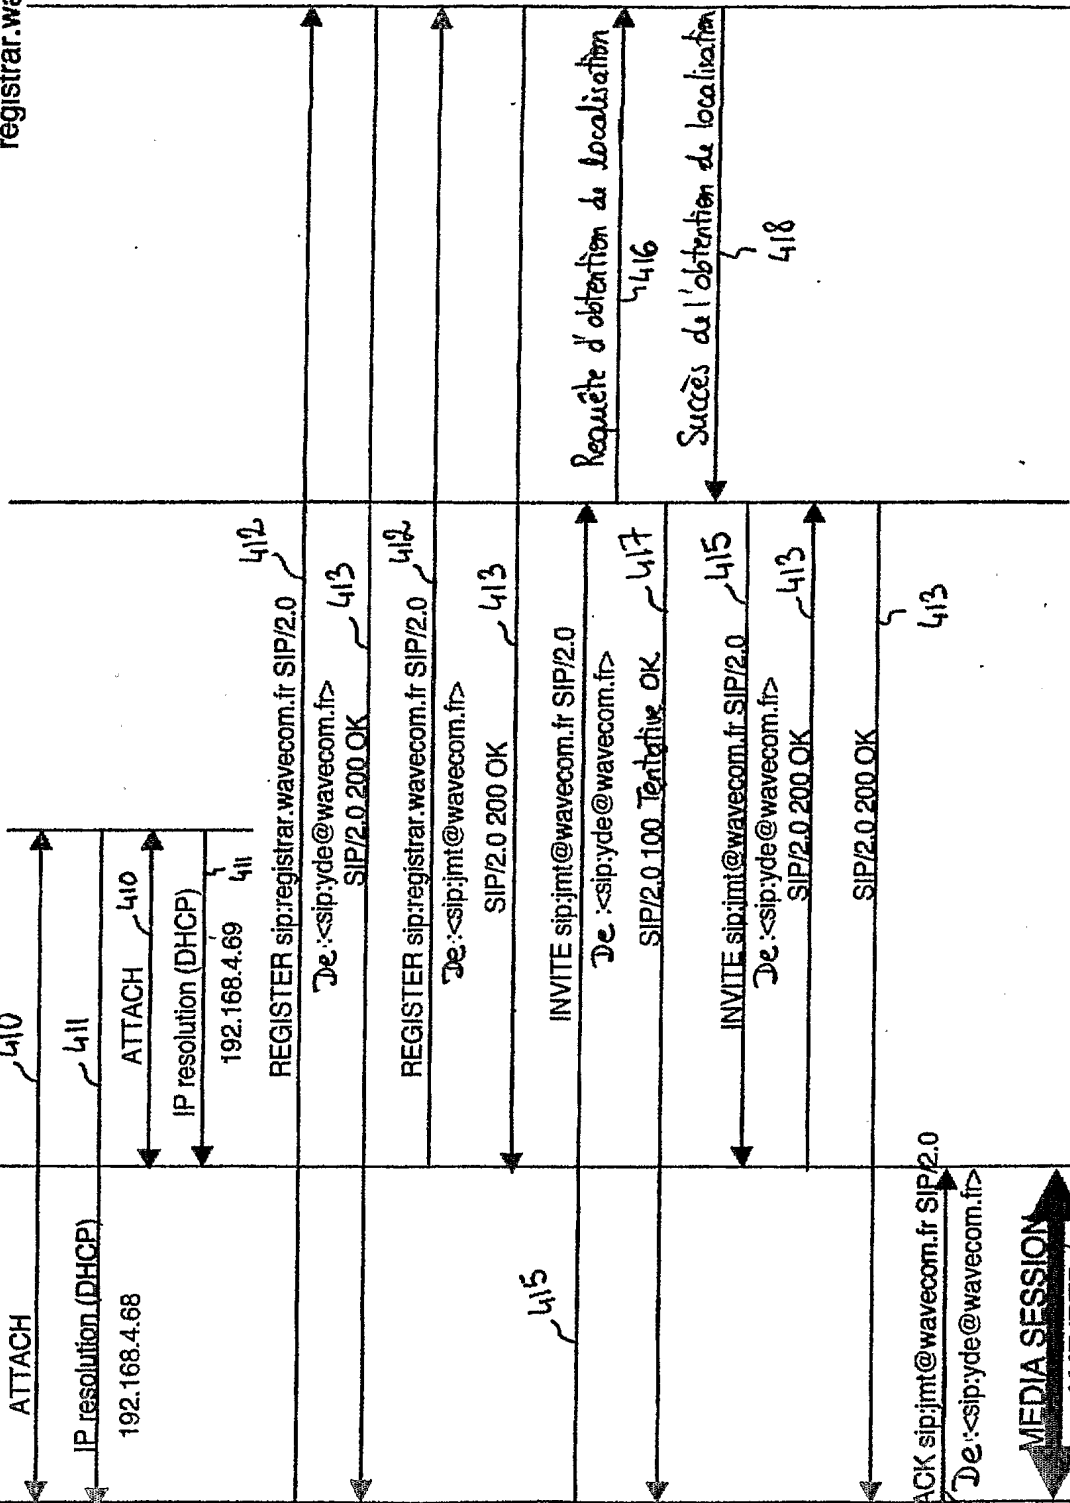 registrar.wa
ATTACH
410
IP resolution (DHCP)
411
192.168.4.68
ATTACH
410
IP resolution (DHCP)
411
192.168.4.69
REGISTER sip:registrar.wavecom.fr SIP/2.0
412
De:<sip:yde@wavecom.fr>
SIP/2.0 200 OK
413
REGISTER sip:registrar.wavecom.fr SIP/2.0
412
De:<sip:jmt@wavecom.fr>
SIP/2.0 200 OK
413
415
INVITE sip:jmt@wavecom.fr SIP/2.0
De:<sip:yde@wavecom.fr>
Requête d'obtention de localisation
416
SIP/2.0 100 Tentative OK
417
Succès de l'obtention de localisation
418
INVITE sip:jmt@wavecom.fr SIP/2.0
415
De:<sip:yde@wavecom.fr>
SIP/2.0 200 OK
413
SIP/2.0 200 OK
413
ACK sip:jmt@wavecom.fr SIP/2.0
De:<sip:yde@wavecom.fr>
MEDIA SESSION